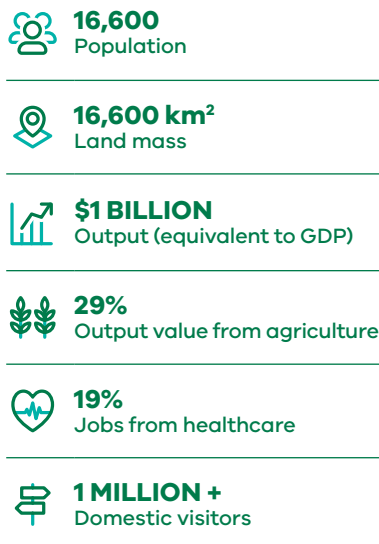 16,600
Population
16,600 km²
Land mass
$1 BILLION
Output (equivalent to GDP)
29%
Output value from agriculture
19%
Jobs from healthcare
1 MILLION +
Domestic visitors